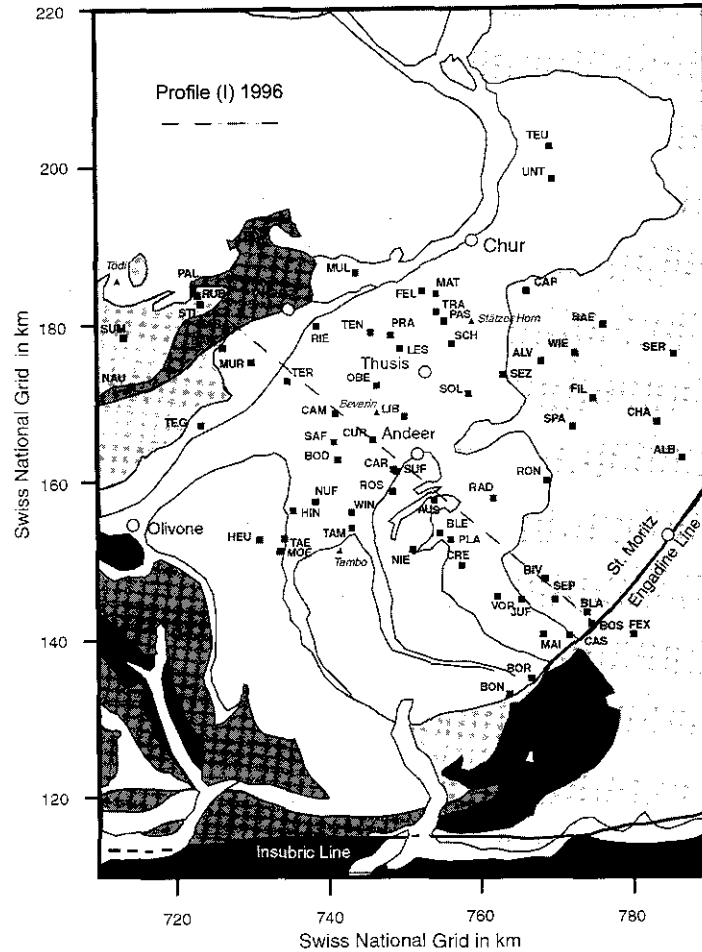 220
200
180
160
140
120
Swiss National Grid in km
Profile (I) 1996
TEU
UNT
Chur
Tödi
PAL
RUB
STI
SUM
NAU
MUL
FEL
MAT
TRA
PAS
Stätzes Horn
CAP
RAE
RIE
TEN
PRA
SCH
LES
ALV
WIE
SER
MUR
TER
OBE
Thusis
SOL
SEZ
FIL
Beverin
CAM
LIB
TEG
SAF
CUP
Andeer
SPA
CHA
BOD
ALB
CAR
SUF
RAD
RON
NUF
ROS
HIN
WIN
AUS
Olivone
HEU
TAE
MOE
TAM
BLE
PLA
Tambo
NIE
CRE
St. Moritz
Engadine Line
BIV
SEP
VOR
JUF
BLA
BOS
FEX
MAI
CAS
BOR
BON
Insubric Line
720
740
760
780
Swiss National Grid in km